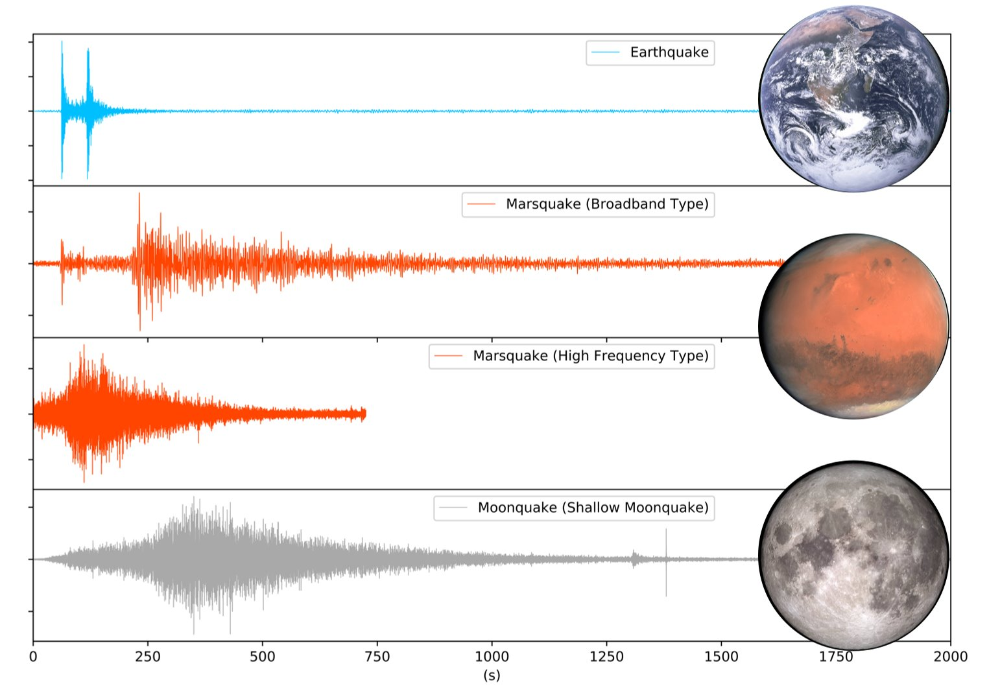 Earthquake
Marsquake (Broadband Type)
Marsquake (High Frequency Type)
Moonquake (Shallow Moonquake)
0 250 500 750 1000 1250 1500 1750 2000
(s)